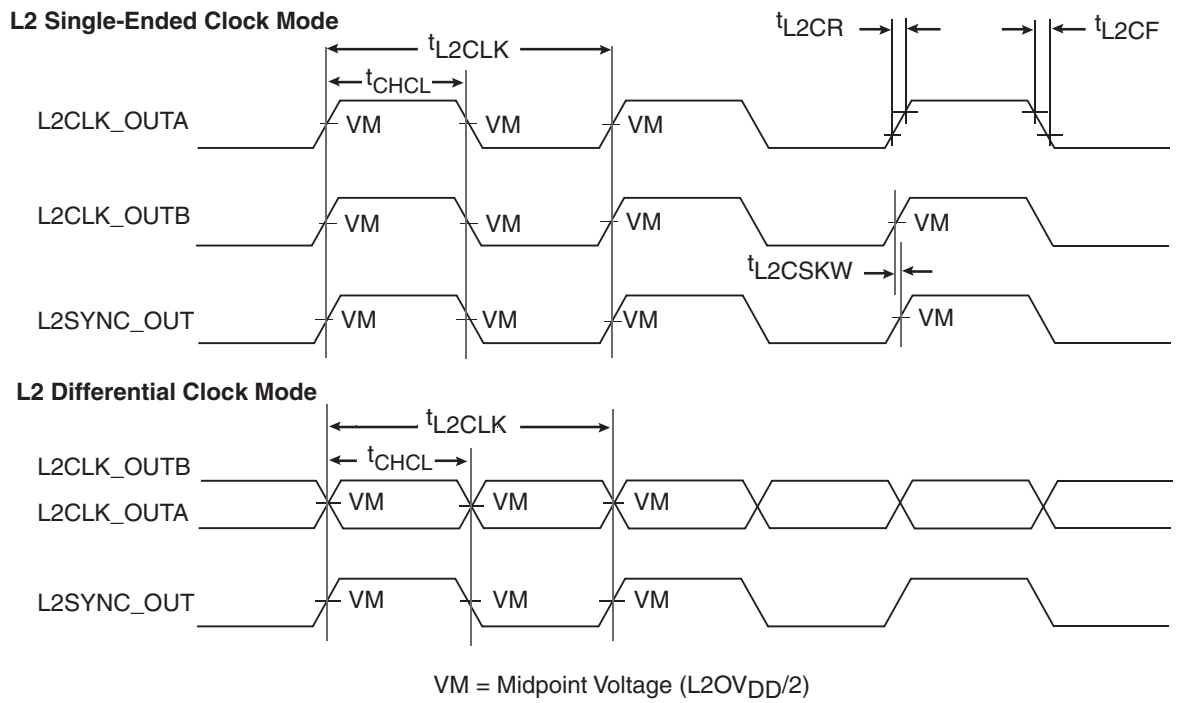 L2 Single-Ended Clock Mode
tL2CR
tL2CF
tL2CLK
tCHCL
L2CLK_OUTA
VM
VM
VM
L2CLK_OUTB
VM
VM
VM
VM
tL2CSKW
L2SYNC_OUT
VM
VM
VM
VM
L2 Differential Clock Mode
tL2CLK
tCHCL
L2CLK_OUTB
L2CLK_OUTA
VM
VM
VM
L2SYNC_OUT
VM
VM
VM
VM = Midpoint Voltage (L2OVDD/2)